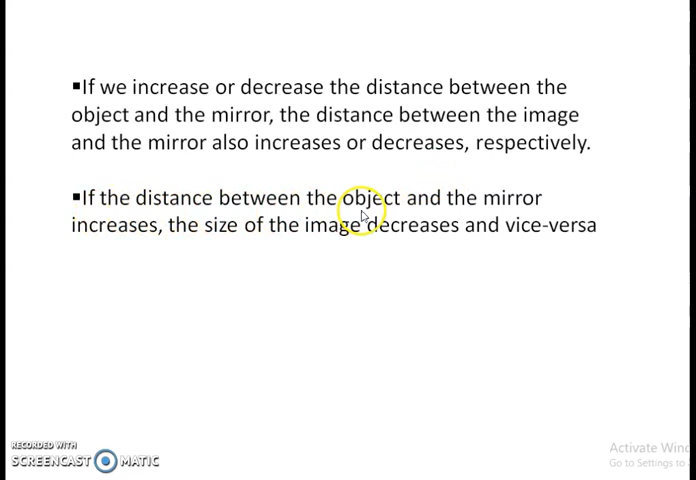 ▪If we increase or decrease the distance between the
object and the mirror, the distance between the image
and the mirror also increases or decreases, respectively.
▪If the distance between the object and the mirror
increases, the size of the image decreases and vice-versa
RECORDED WITH
SCREENCAST MATIC
Activate Wind
Go to Settings to